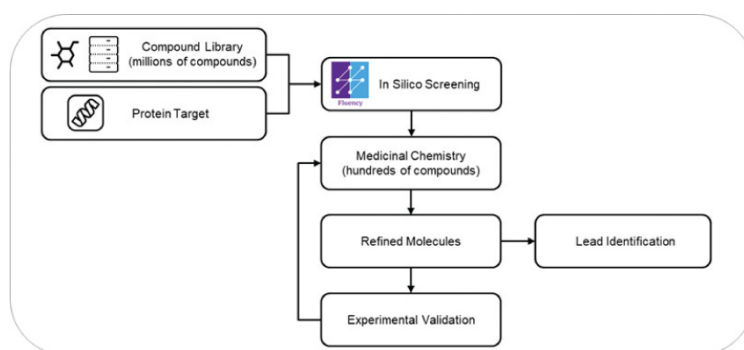 Compound Library
(millions of compounds)
Protein Target
In Silico Screening
Fluency
Medicinal Chemistry
(hundreds of compounds)
Refined Molecules
Lead Identification
Experimental Validation